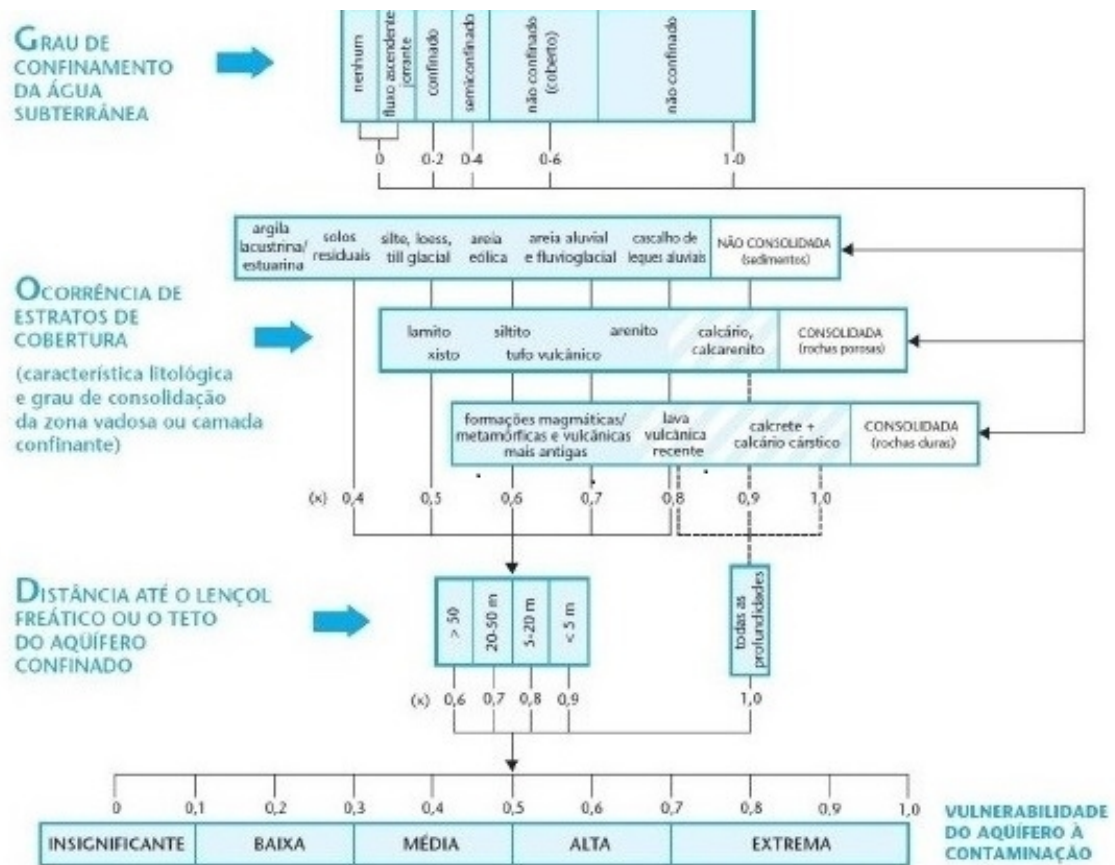 GRAU DE
CONFINAMENTO
DA ÁGUA
SUBTERRÂNEA
nenhum
fluxo ascendente
jorrante
confinado
semiconfinado
não confinado
(coberto)
não confinado
0 0-2 0-4 0-6 1-0
OCORRÊNCIA DE
ESTRATOS DE
COBERTURA
(característica litológica
e grau de consolidação
da zona vadosa ou camada
confinante)
argila
lacustrina/
estuarina
solos
residuais
silte, loess,
till glacial
areia
eólica
areia aluvial
e fluvioglacial
cascalho de
leques aluviais
NÃO CONSOLIDADA
(sedimentos)
lamito
xisto
siltito
tufo vulcânico
arenito
calcário,
calcarenito
CONSOLIDADA
(rochas porosas)
formações magmáticas/
metamórficas e vulcânicas
mais antigas
lava
vulcânica
recente
calcrete +
calcário cárstico
CONSOLIDADA
(rochas duras)
(x) 0,4 0,5 0,6 0,7 0,8 0,9 1,0
DISTÂNCIA ATÉ O LENÇOL
FREÁTICO OU O TETO
DO AQÜÍFERO
CONFINADO
> 50
20-50 m
5-20 m
< 5 m
todas as
profundidades
(x) 0,6 0,7 0,8 0,9 1,0
0 0,1 0,2 0,3 0,4 0,5 0,6 0,7 0,8 0,9 1,0
INSIGNIFICANTE BAIXA MÉDIA ALTA EXTREMA
VULNERABILIDADE
DO AQÜÍFERO À
CONTAMINAÇÃO